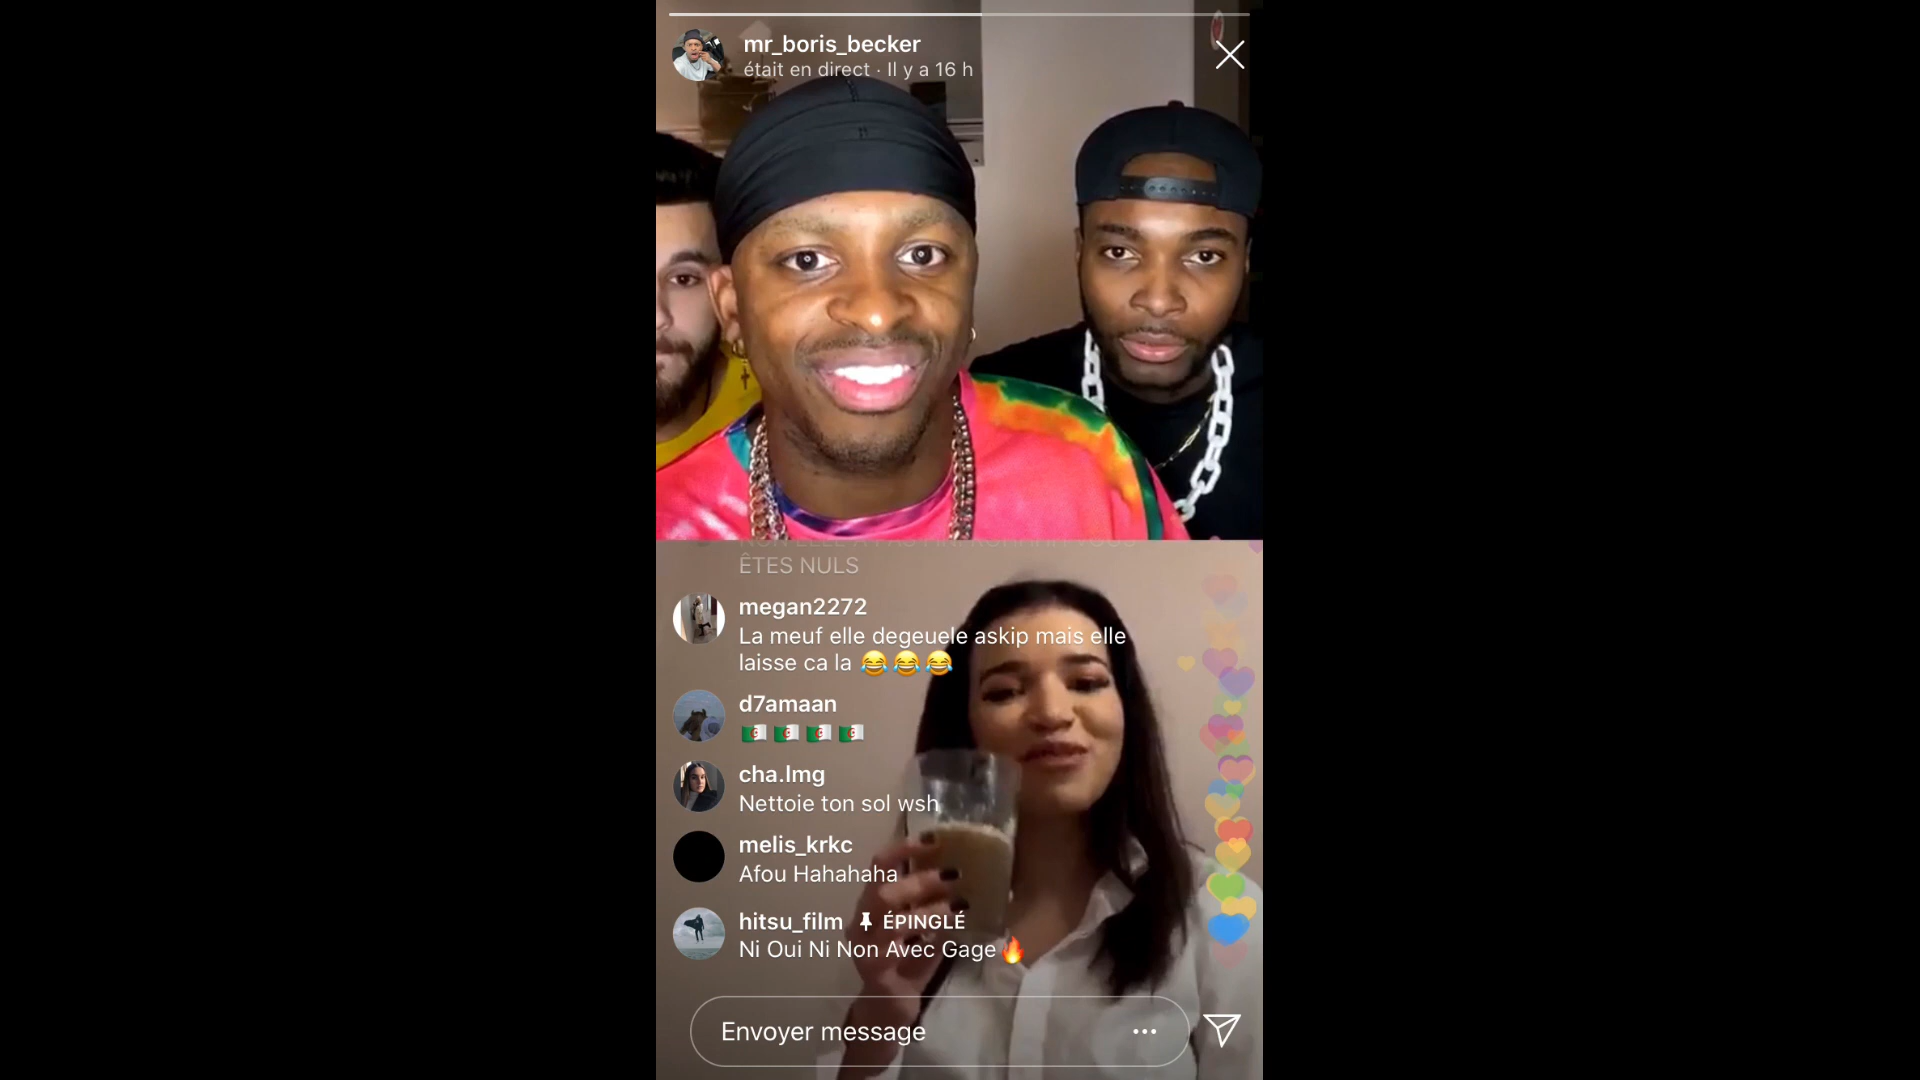 mr_boris_becker
était en direct · Il y a 16 h
ÊTES NULS
megan2272
La meuf elle degeuele askip mais elle
laisse ca la 😂😂😂
d7amaan
🇩🇿🇩🇿🇩🇿🇩🇿
cha.lmg
Nettoie ton sol wsh
melis_krkc
Afou Hahahaha
hitsu_film 📌 ÉPINGLÉ
Ni Oui Ni Non Avec Gage🔥
Envoyer message